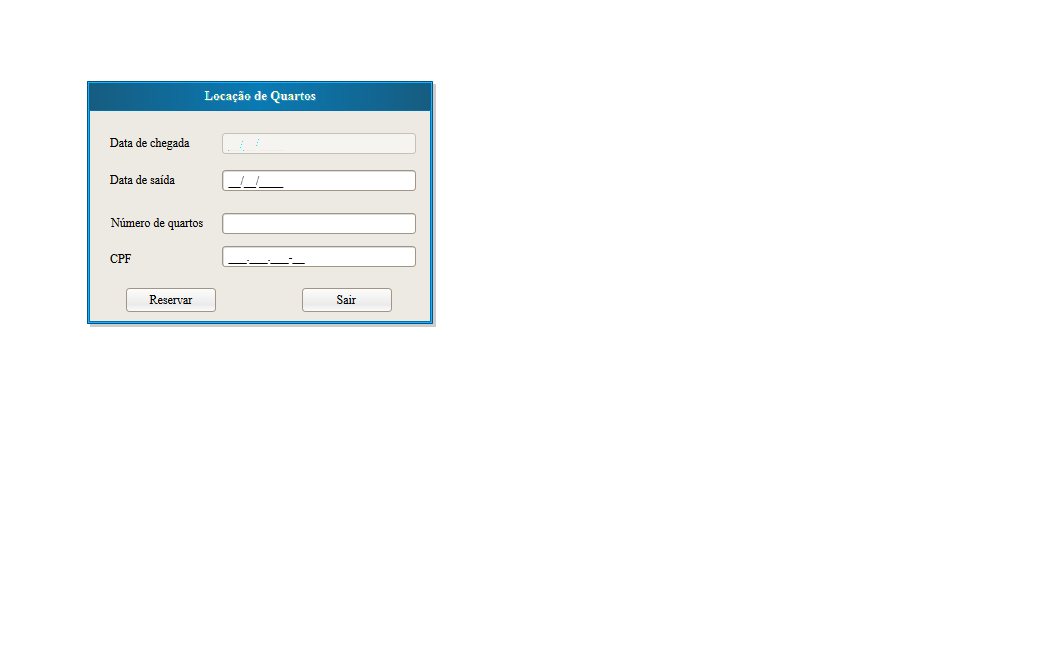 Locação de Quartos
Data de chegada __/__/____
Data de saída __/__/____
Número de quartos
CPF ___.___.___-__
Reservar Sair